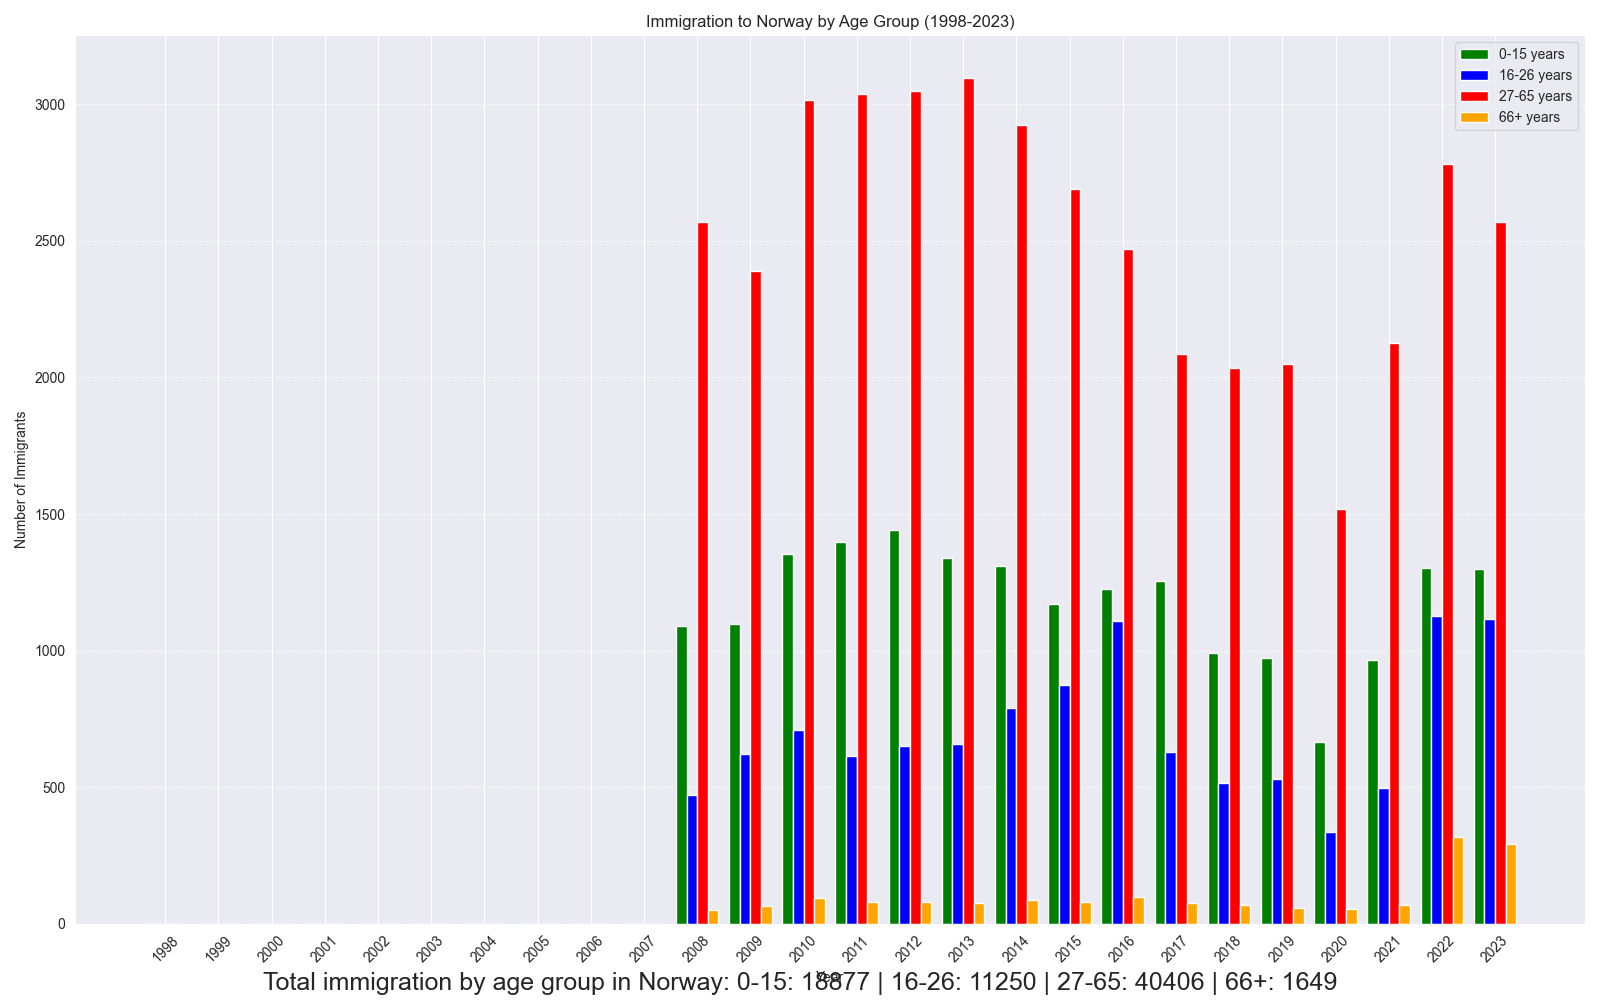 Immigration to Norway by Age Group (1998-2023)
0-15 years
16-26 years
27-65 years
66+ years
Number of Immigrants
3000
2500
2000
1500
1000
500
0
1998 1999 2000 2001 2002 2003 2004 2005 2006 2007 2008 2009 2010 2011 2012 2013 2014 2015 2016 2017 2018 2019 2020 2021 2022 2023
Year
Total immigration by age group in Norway: 0-15: 18877 | 16-26: 11250 | 27-65: 40406 | 66+: 1649